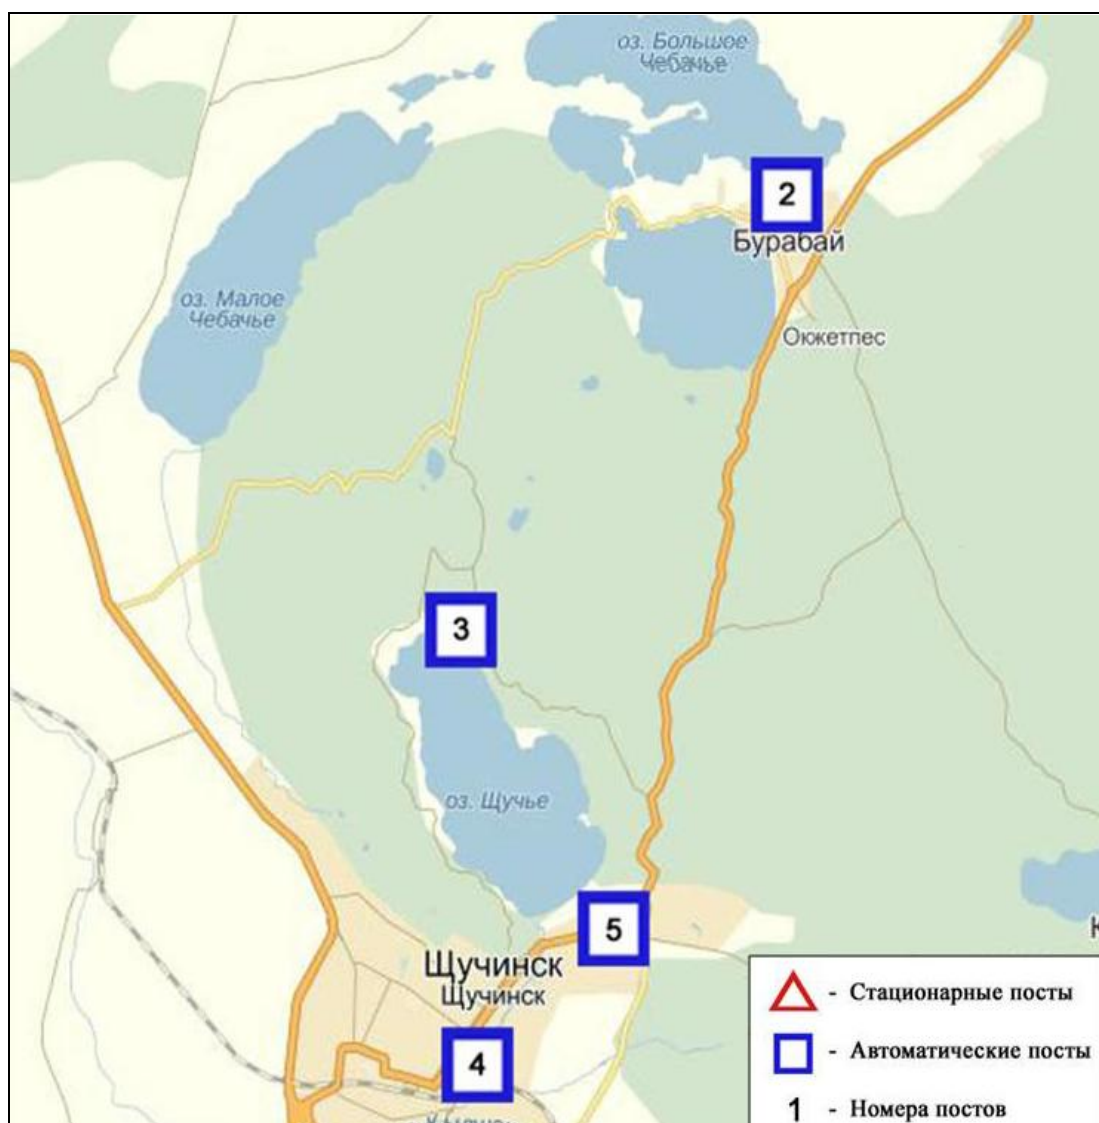 оз. Большое
Чебачье
2
Бурабай
оз. Малое
Чебачье
Окжетпес
3
оз. Щучье
5
Щучинск
Щучинск
4
- Стационарные посты
- Автоматические посты
1 - Номера постов